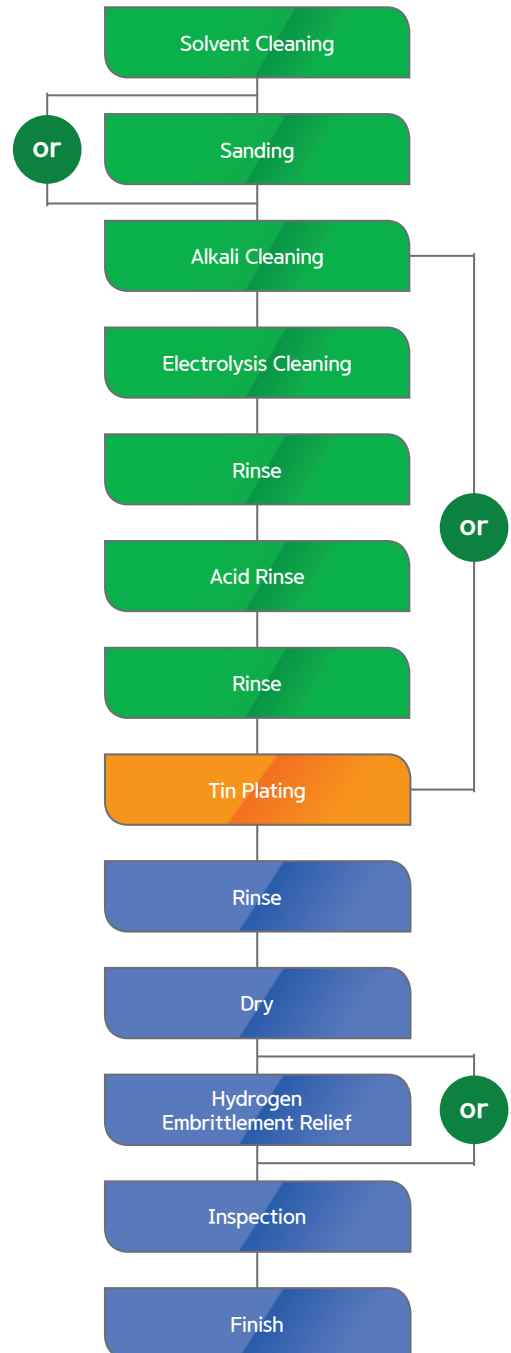 Solvent Cleaning
or
Sanding
Alkali Cleaning
Electrolysis Cleaning
Rinse
or
Acid Rinse
Rinse
Tin Plating
Rinse
Dry
Hydrogen
Embrittlement Relief
or
Inspection
Finish